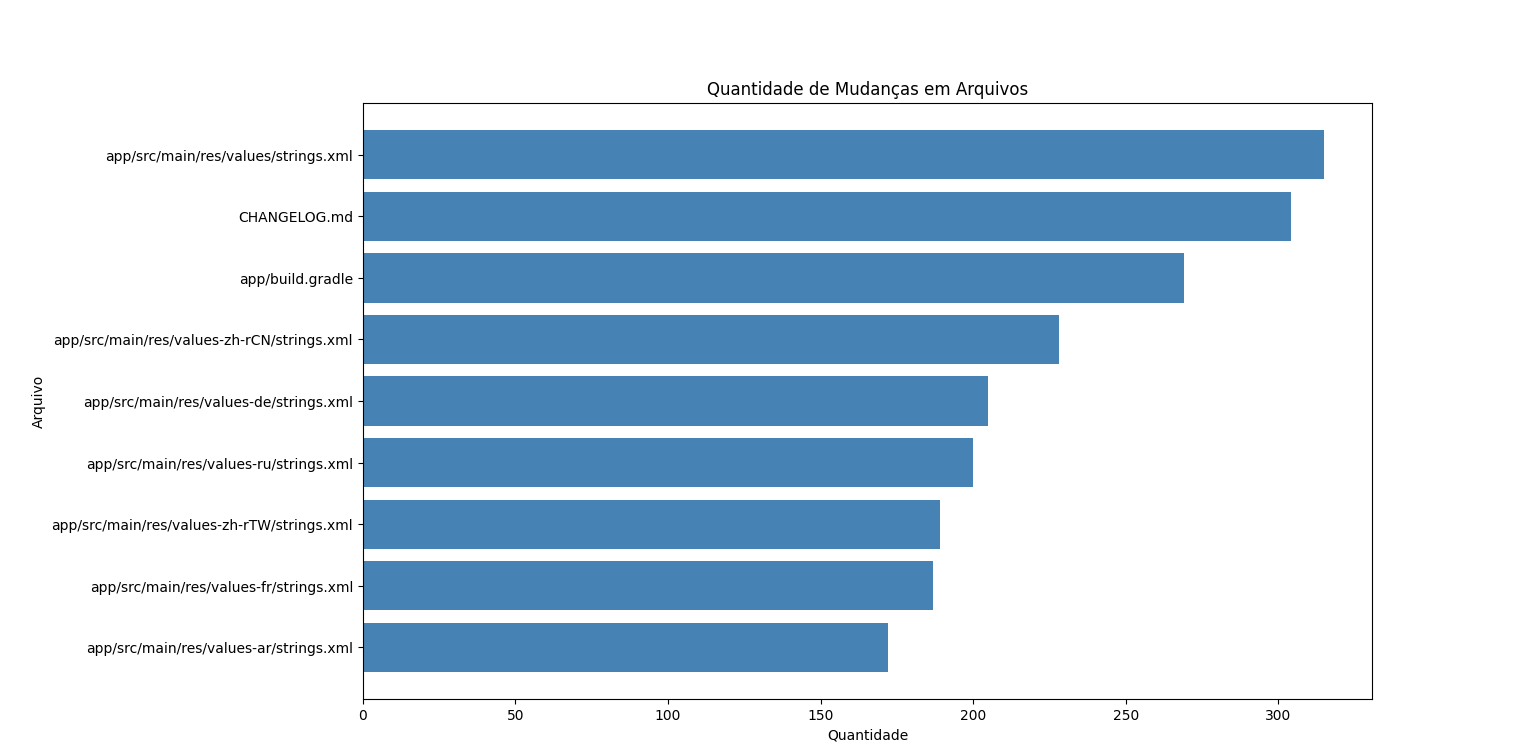 Quantidade de Mudanças em Arquivos
app/src/main/res/values/strings.xml
CHANGELOG.md
app/build.gradle
app/src/main/res/values-zh-rCN/strings.xml
app/src/main/res/values-de/strings.xml
app/src/main/res/values-ru/strings.xml
app/src/main/res/values-zh-rTW/strings.xml
app/src/main/res/values-fr/strings.xml
app/src/main/res/values-ar/strings.xml
Arquivo
0 50 100 150 200 250 300
Quantidade